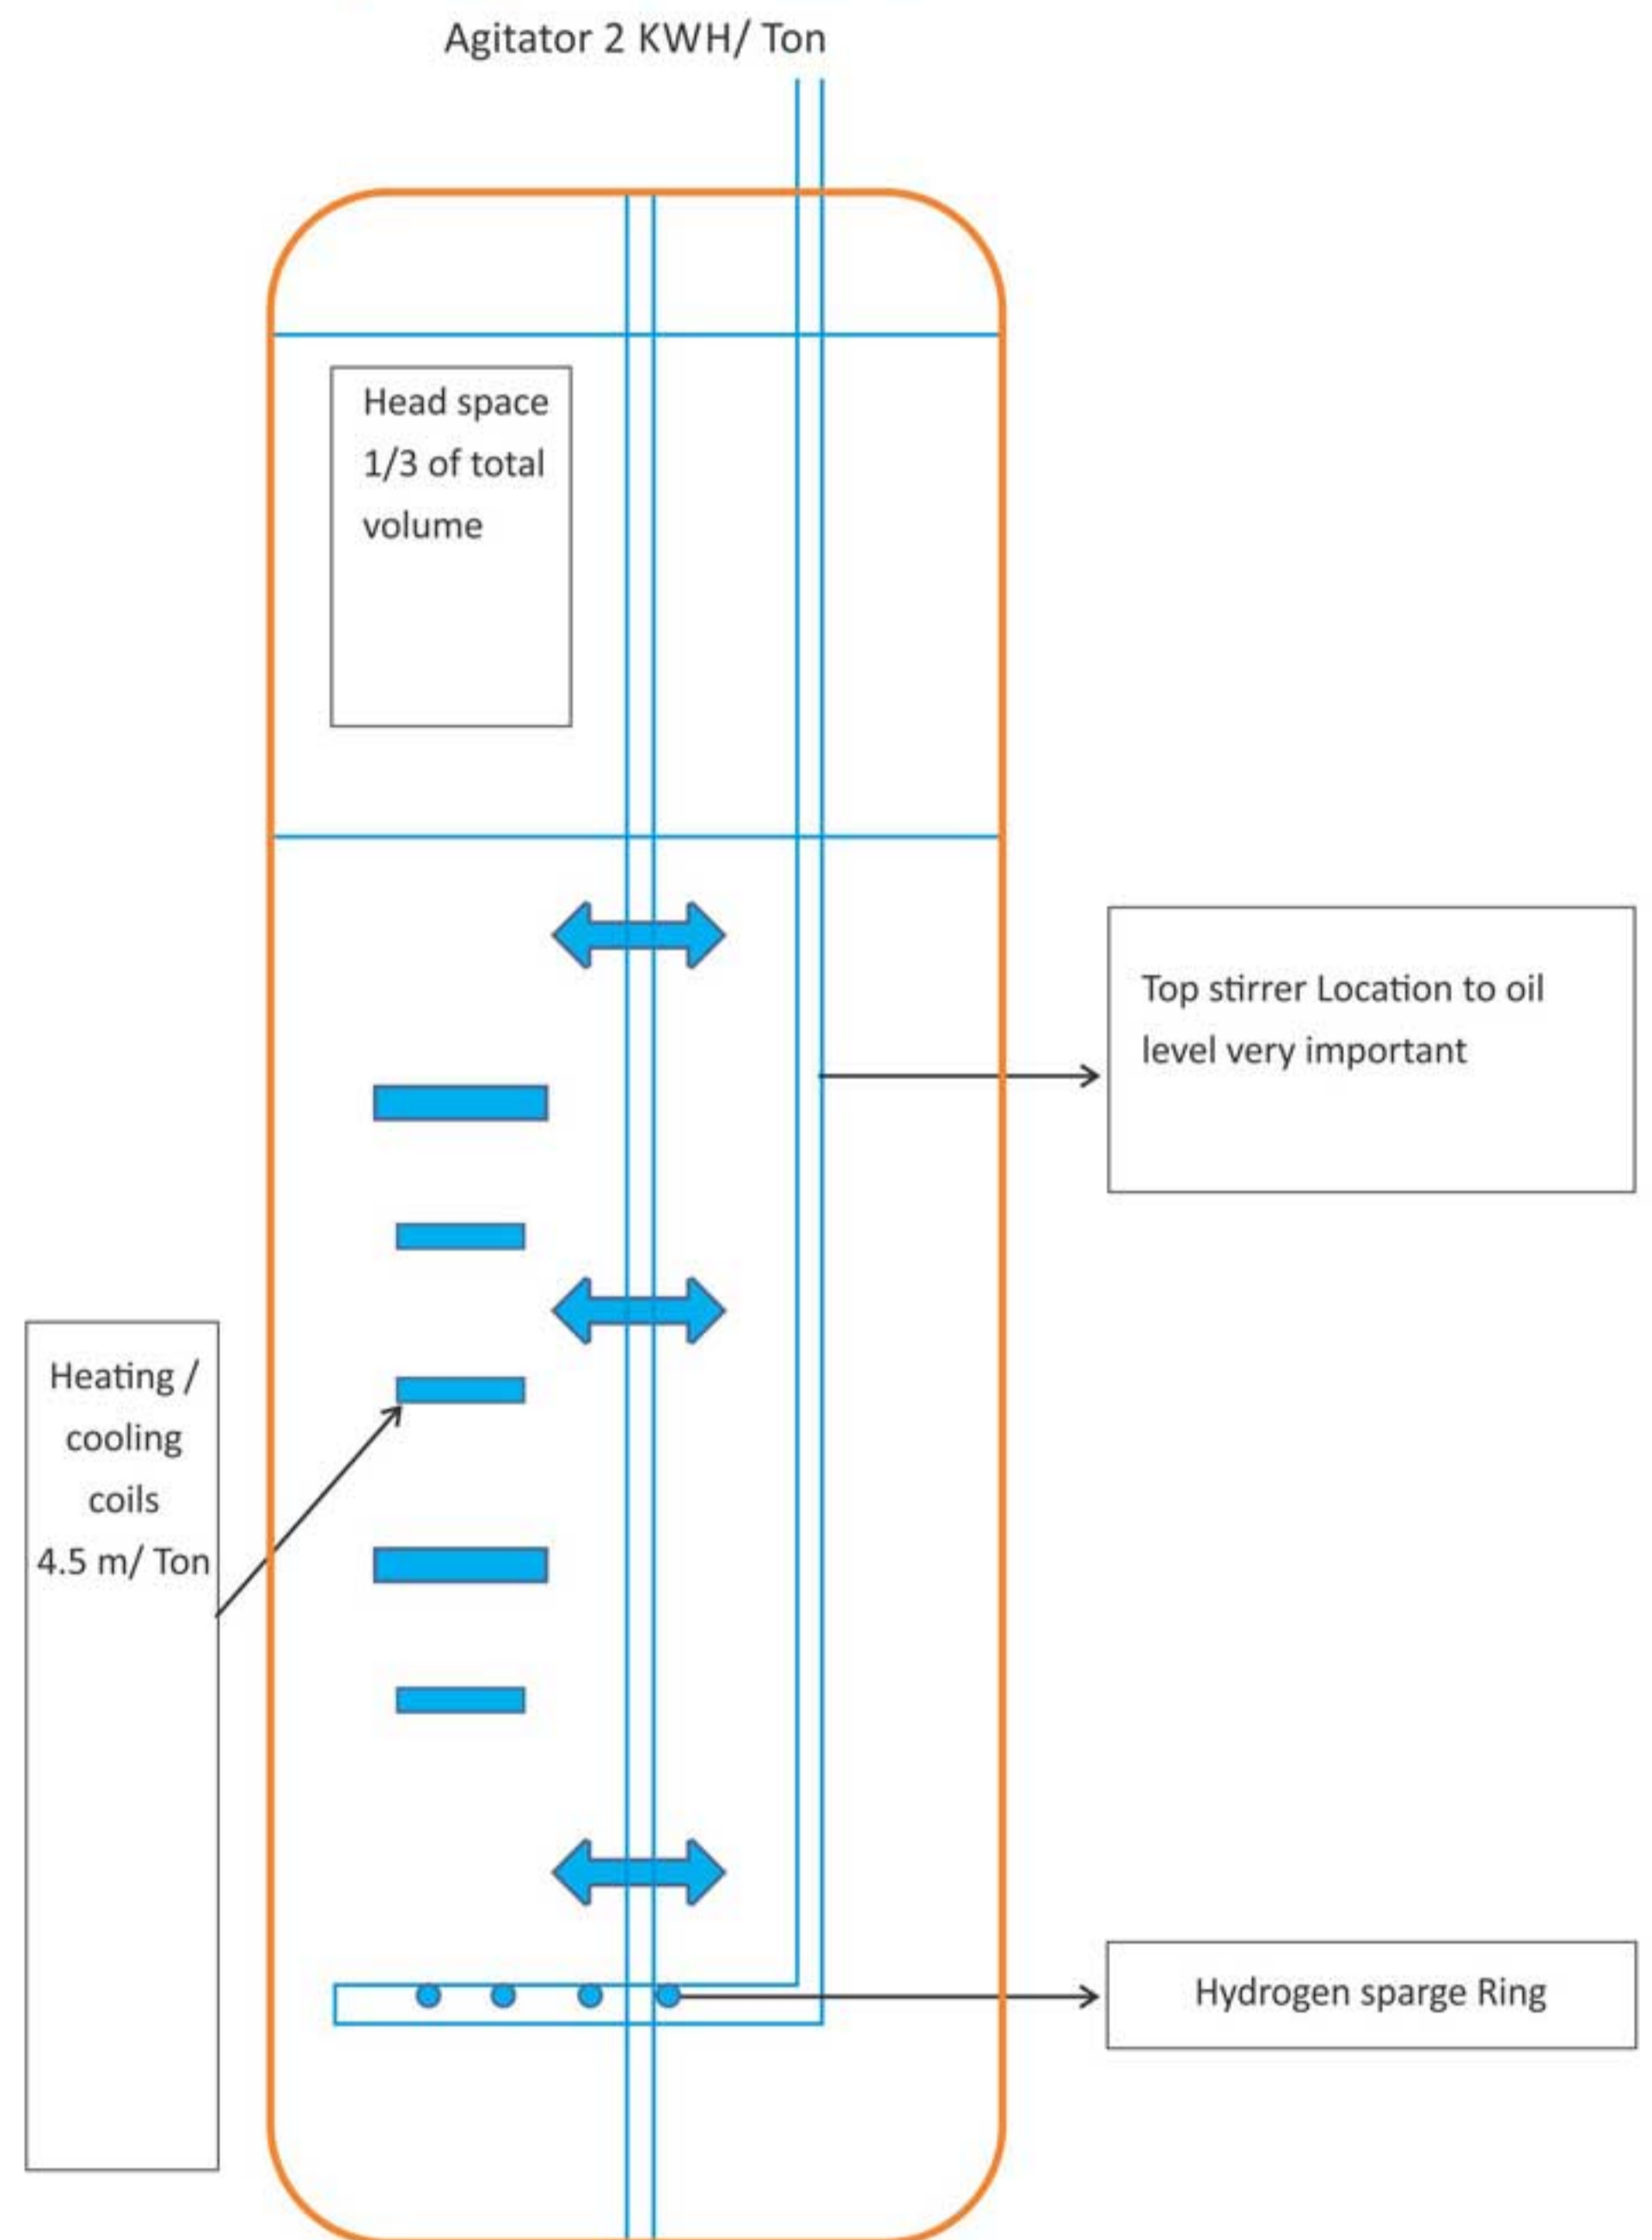 Agitator 2 KWH/ Ton
Head space
1/3 of total
volume
Top stirrer Location to oil
level very important
Heating /
cooling
coils
4.5 m/ Ton
Hydrogen sparge Ring